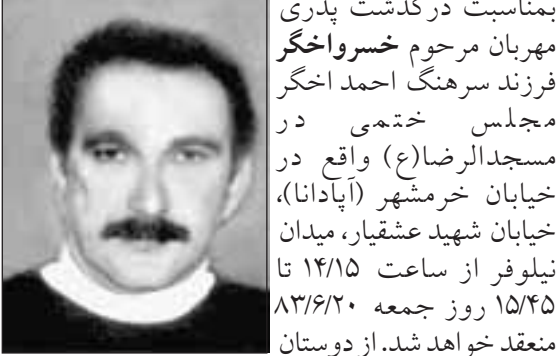 بمناسبت درگذشت پدری
مهربان مرحوم خسرواخگر
فرزند سرهنگ احمد اخگر
مجلس ختمی در
مسجدالرضا(ع) واقع در
خیابان خرمشهر (آپادانا)،
خیابان شهید عشقیار، میدان
نیلوفر از ساعت ۱۴/۱۵ تا
۱۵/۴۵ روز جمعه ۸۳/۶/۲۰
منعقد خواهد شد. از دوستان